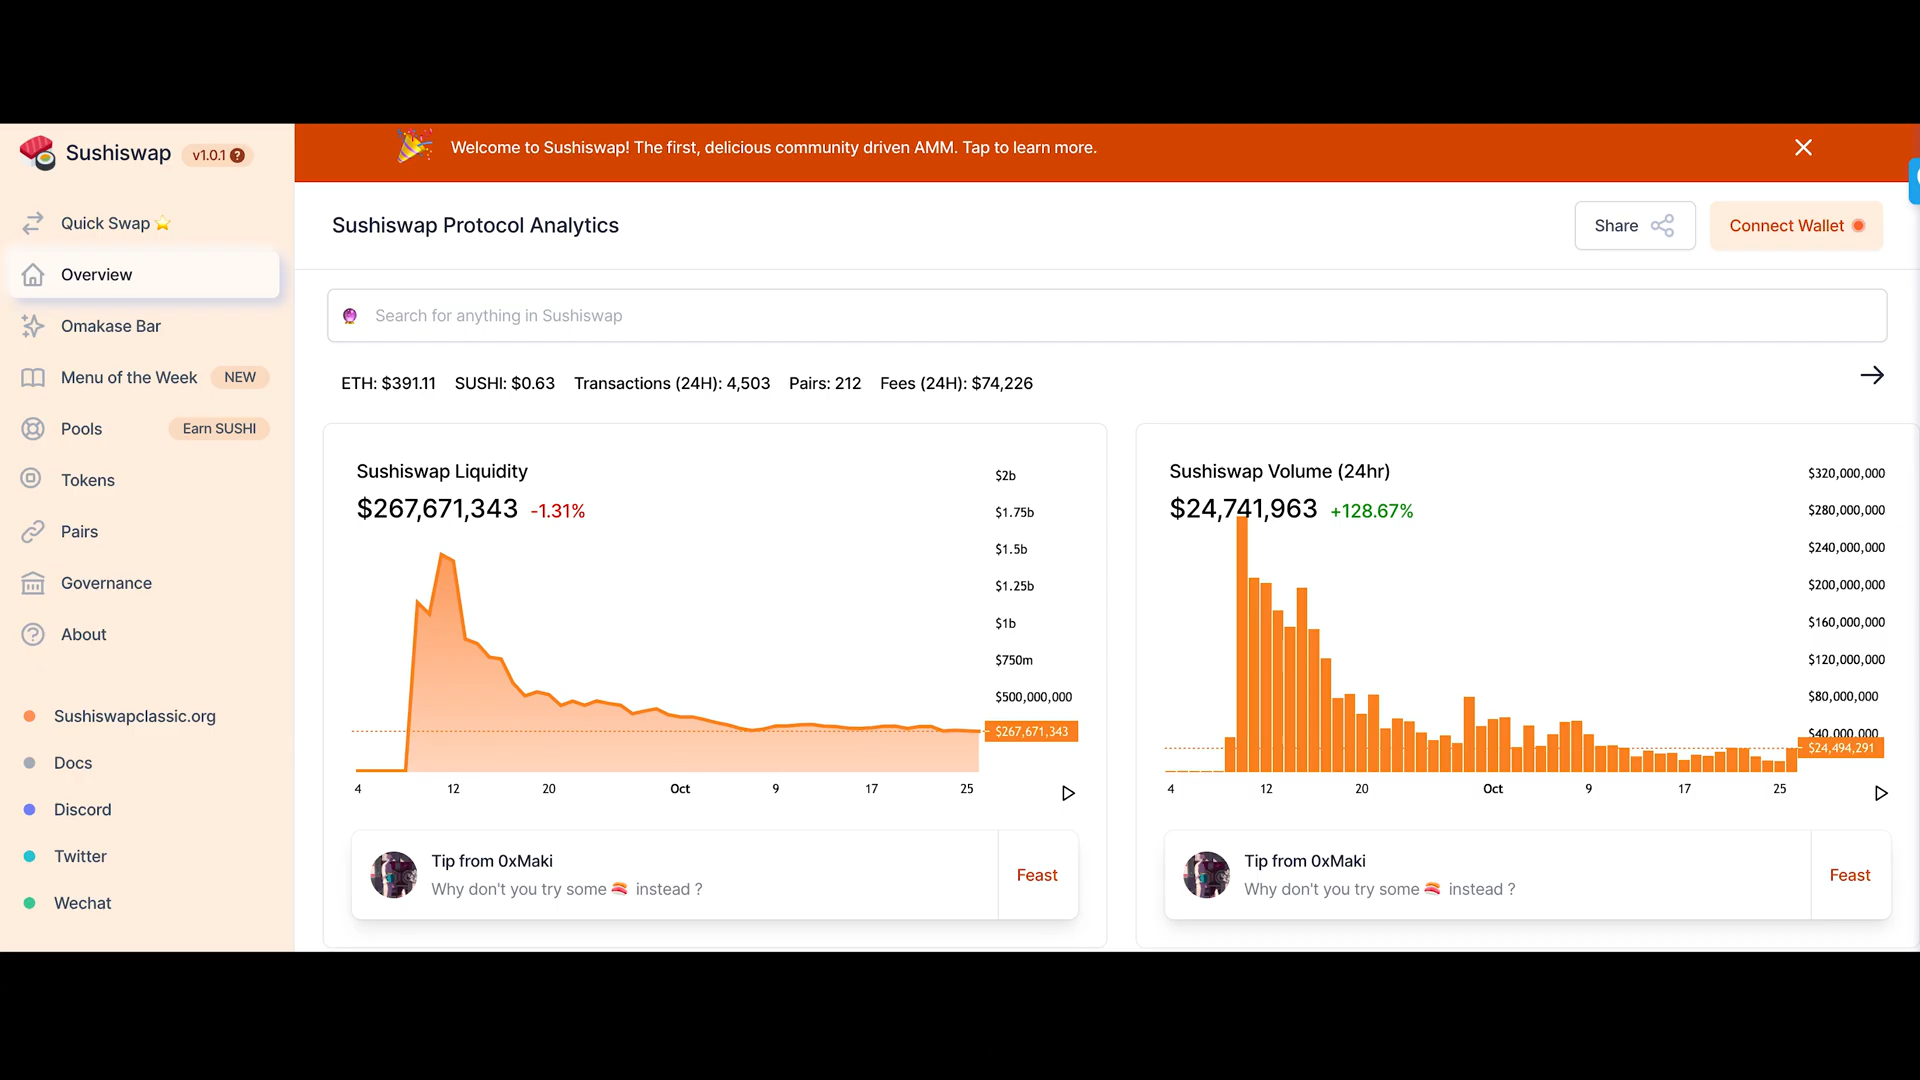 Sushiswap v1.0.1 ?
Welcome to Sushiswap! The first, delicious community driven AMM. Tap to learn more.
Quick Swap
Overview
Omakase Bar
Menu of the Week NEW
Pools Earn SUSHI
Tokens
Pairs
Governance
About
Sushiswapclassic.org
Docs
Discord
Twitter
Wechat
Sushiswap Protocol Analytics
Share
Connect Wallet
Search for anything in Sushiswap
ETH: $391.11 SUSHI: $0.63 Transactions (24H): 4,503 Pairs: 212 Fees (24H): $74,226
Sushiswap Liquidity
$267,671,343 -1.31%
$2b
$1.75b
$1.5b
$1.25b
$1b
$750m
$500,000,000
$267,671,343
4 12 20 Oct 9 17 25
Tip from 0xMaki
Why don't you try some 🍣 instead ?
Feast
Sushiswap Volume (24hr)
$24,741,963 +128.67%
$320,000,000
$280,000,000
$240,000,000
$200,000,000
$160,000,000
$120,000,000
$80,000,000
$40,000,000
$24,494,291
4 12 20 Oct 9 17 25
Tip from 0xMaki
Why don't you try some 🍣 instead ?
Feast